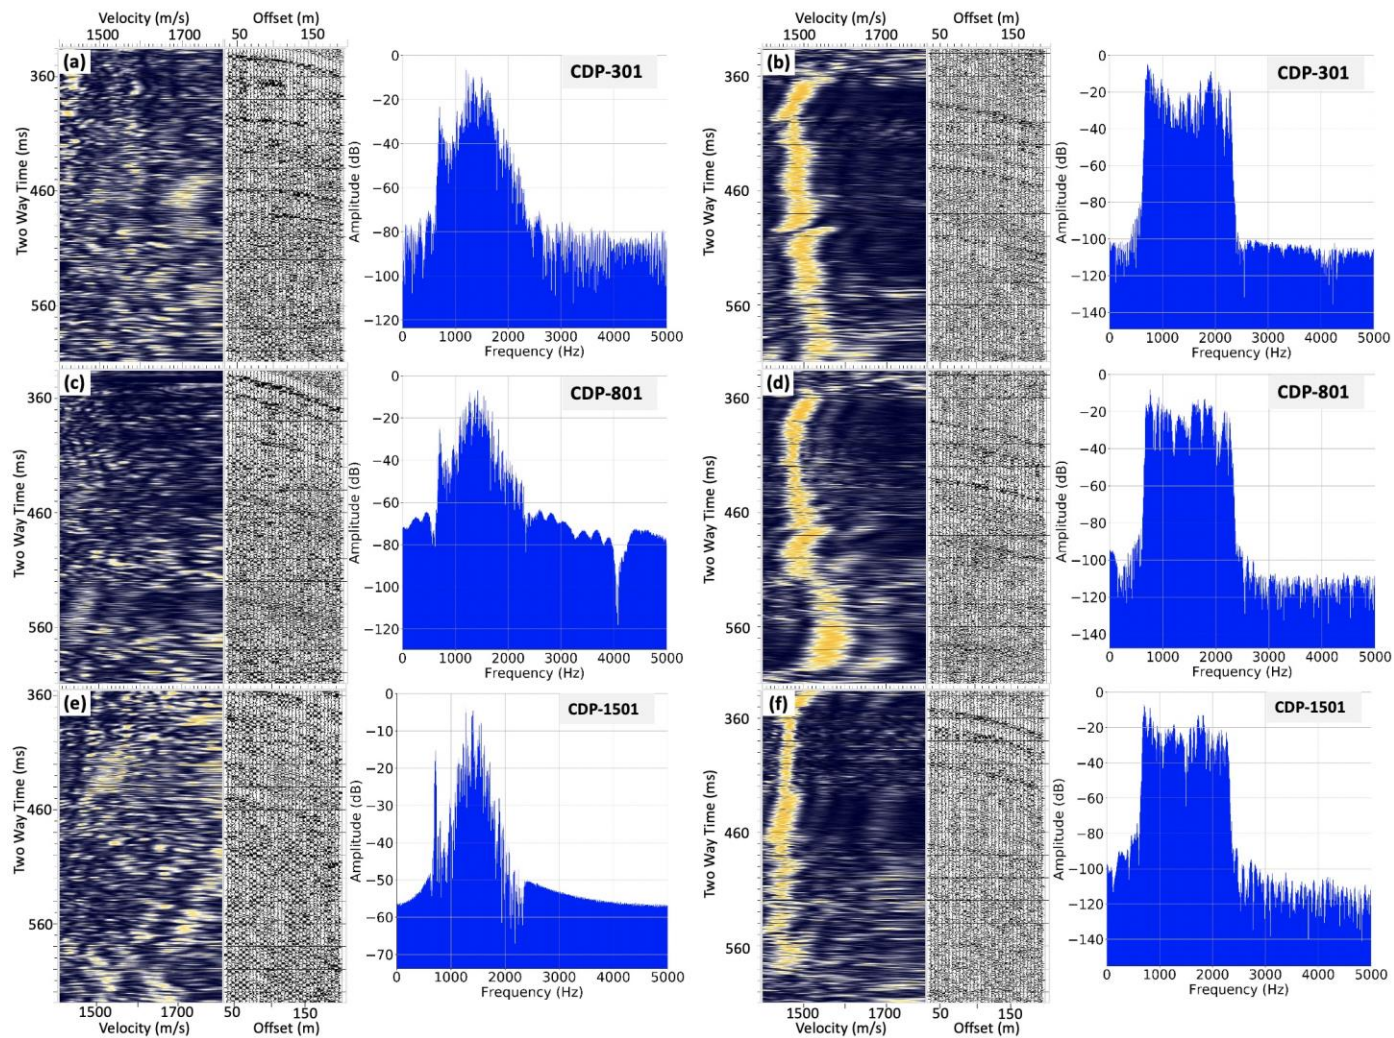 Velocity (m/s) Offset (m) Velocity (m/s) Offset (m)
1500 1700 50 150 1500 1700 50 150
(a) CDP-301
Two Way Time (ms)
360
460
560
Amplitude (dB)
0
−20
−40
−60
−80
−100
−120
0 1000 2000 3000 4000 5000
Frequency (Hz)
(b) CDP-301
Two Way Time (ms)
360
460
560
Amplitude (dB)
0
−20
−40
−60
−80
−100
−120
−140
0 1000 2000 3000 4000 5000
Frequency (Hz)
(c) CDP-801
Two Way Time (ms)
360
460
560
Amplitude (dB)
0
−20
−40
−60
−80
−100
−120
0 1000 2000 3000 4000 5000
Frequency (Hz)
(d) CDP-801
Two Way Time (ms)
360
460
560
Amplitude (dB)
0
−20
−40
−60
−80
−100
−120
−140
0 1000 2000 3000 4000 5000
Frequency (Hz)
(e) CDP-1501
Two Way Time (ms)
360
460
560
Amplitude (dB)
0
−10
−20
−30
−40
−50
−60
−70
0 1000 2000 3000 4000 5000
Frequency (Hz)
(f) CDP-1501
Two Way Time (ms)
360
460
560
Amplitude (dB)
0
−20
−40
−60
−80
−100
−120
−140
0 1000 2000 3000 4000 5000
Frequency (Hz)
1500 1700 50 150 1500 1700 50 150
Velocity (m/s) Offset (m) Velocity (m/s) Offset (m)